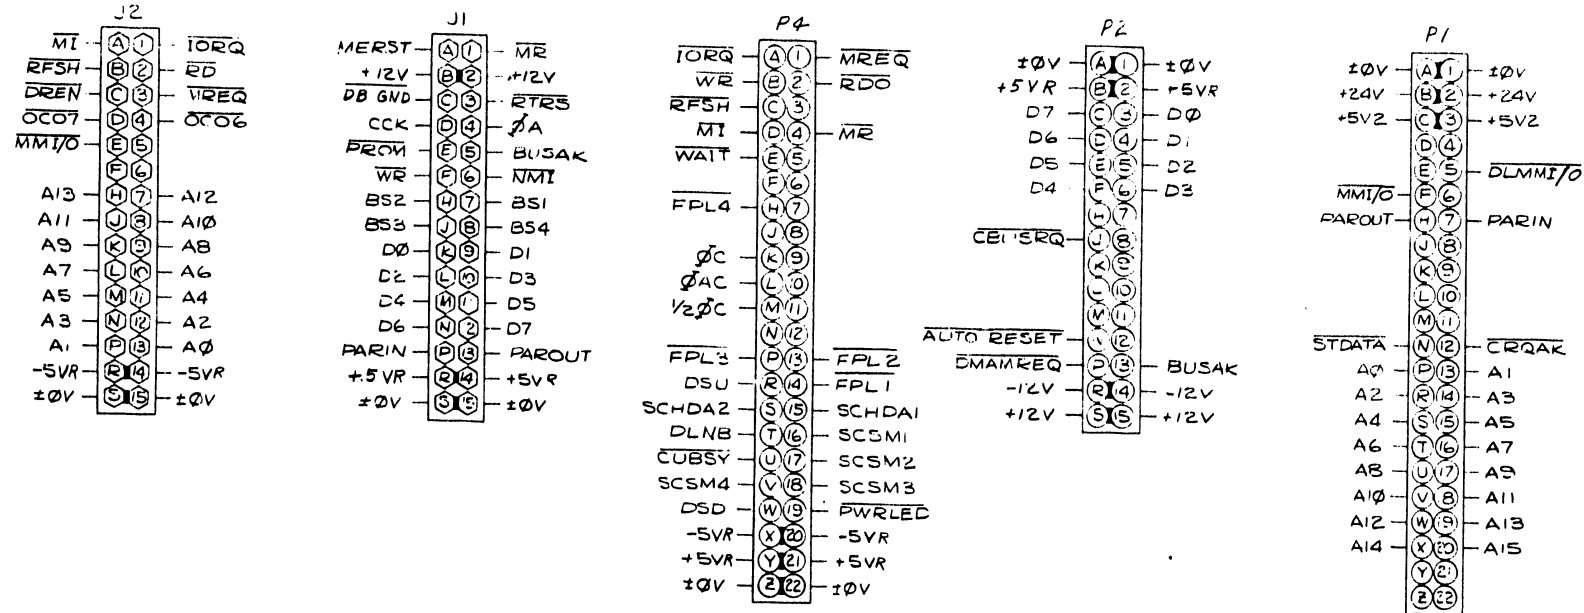 J2
MI A 1 IORQ
RFSH B 2 RD
DREN C 3 MREQ
OC07 D 4 OC06
MMI/O E 5
F 6
A13 H 7 A12
A11 J 8 A1Ø
A9 K 9 A8
A7 L 10 A6
A5 M 11 A4
A3 N 12 A2
A1 P 13 AØ
-5VR R 14 -5VR
±ØV S 15 ±ØV
J1
MERST A 1 MR
+12V B 2 +12V
DB GND C 3 RTRS
CCK D 4 ØA
PROM E 5 BUSAK
WR F 6 NMI
BS2 H 7 BS1
BS3 J 8 BS4
DØ K 9 D1
D2 L 10 D3
D4 M 1 D5
D6 N 2 D7
PARIN P 13 PAROUT
+5VR R 14 +5VR
±ØV S 15 ±ØV
P4
IORQ A 1 MREQ
WR B 2 RDO
RFSH C 3
MI D 4 MR
WAIT E 5
F 6
FPL4 H 7
J 8
ØC K 9
ØAC L 10
1/2ØC M 11
N 12
FPL3 P 13 FPL2
DSU R 14 FPL1
SCHDA2 S 15 SCHDA1
DLNB T 16 SCSM1
CUBSY U 17 SCSM2
SCSM4 V 18 SCSM3
DSD W 19 PWRLED
-5VR X 20 -5VR
+5VR Y 21 +5VR
±ØV Z 22 ±ØV
P2
±ØV A 1 ±ØV
+5VR B 2 +5VR
D7 C 3 DØ
D6 D 4 D1
D5 E 5 D2
D4 F 6 D3
H 7
J 8
K 9
10
M 11
AUTO RESET 12
DMAMREQ P 13 BUSAK
-12V R 14 -12V
+12V S 15 +12V
P1
±ØV A 1 ±ØV
+24V B 2 +24V
+5V2 C 3 +5V2
D 4
E 5 DLMMI/O
MMI/O F 6
PAROUT H 7 PARIN
J 8
K 9
L 10
M 11
STDATA N 12 CRQAK
AØ P 13 A1
A2 R 14 A3
A4 S 15 A5
A6 T 16 A7
A8 U 17 A9
A1Ø V 8 A11
A12 W 19 A13
A14 X 20 A15
Y 21
Z 22